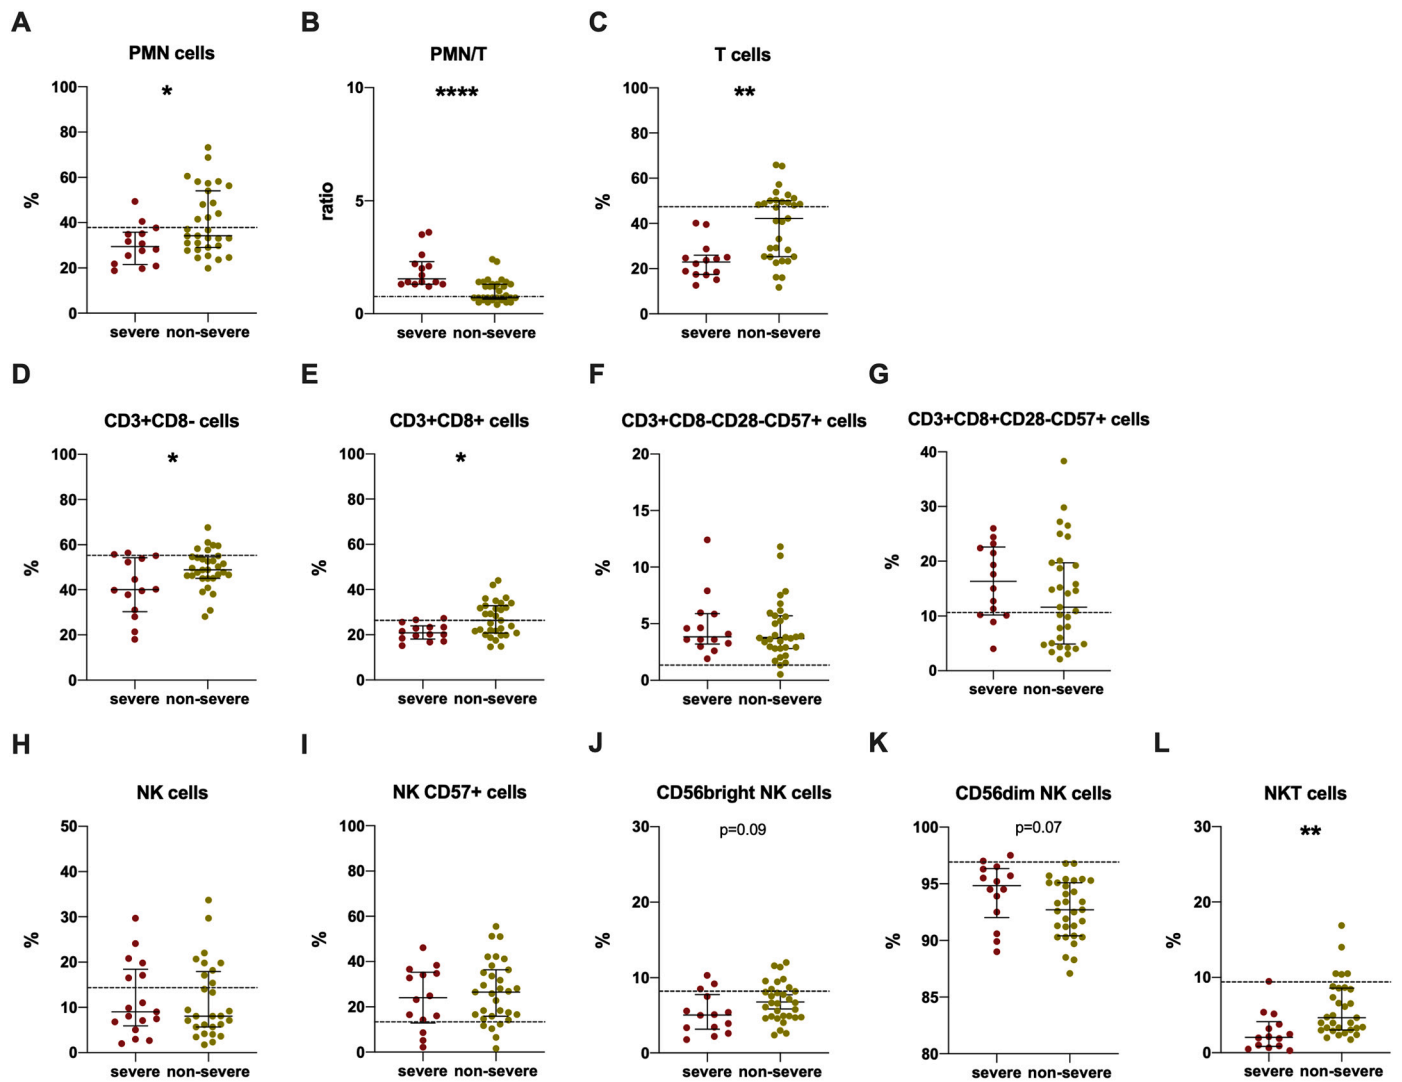 A B C
PMN cells PMN/T T cells
* **** **
100 10 100
80 80
60 60
% ratio 5 %
40 40
20 20
0 0 0
severe non-severe severe non-severe severe non-severe
D E F G
CD3+CD8- cells CD3+CD8+ cells CD3+CD8-CD28-CD57+ cells CD3+CD8+CD28-CD57+ cells
* *
100 100 20 40
80 80 15 30
60 60
% % % %
10 20
40 40
20 20 5 10
0 0 0 0
severe non-severe severe non-severe severe non-severe severe non-severe
H I J K L
NK cells NK CD57+ cells CD56bright NK cells CD56dim NK cells NKT cells
p=0.09 p=0.07 **
50 100 30 100 30
40 80 95
30 60 20 20
% % % % %
90
20 40 10 10
10 20 85
0 0 0 80 0
severe non-severe severe non-severe severe non-severe severe non-severe severe non-severe